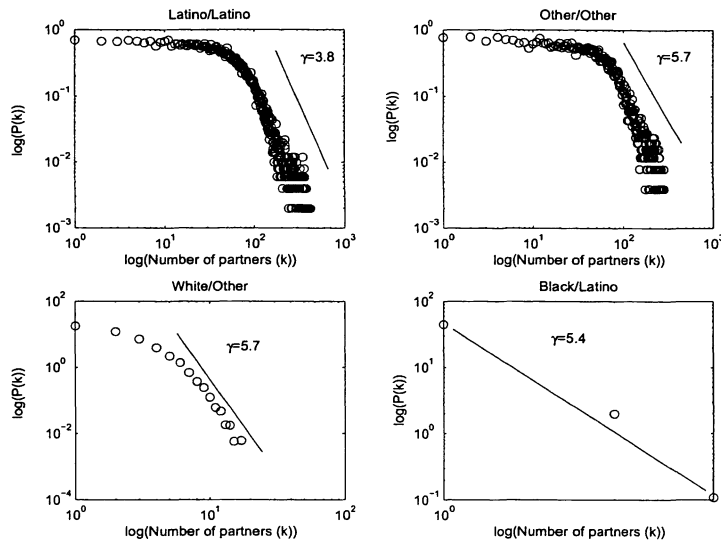 Latino/Latino
10^0
10^-1
10^-2
10^-3
log(P(k))
γ=3.8
10^0
10^1
10^2
10^3
log(Number of partners (k))
Other/Other
10^0
10^-1
10^-2
10^-3
log(P(k))
γ=5.7
10^0
10^2
log(Number of partners (k))
White/Other
10^2
10^0
10^-2
10^-4
log(P(k))
γ=5.7
10^0
10^1
10^2
log(Number of partners (k))
Black/Latino
10^2
10^1
10^0
10^-1
log(P(k))
γ=5.4
10^0
log(Number of partners (k))